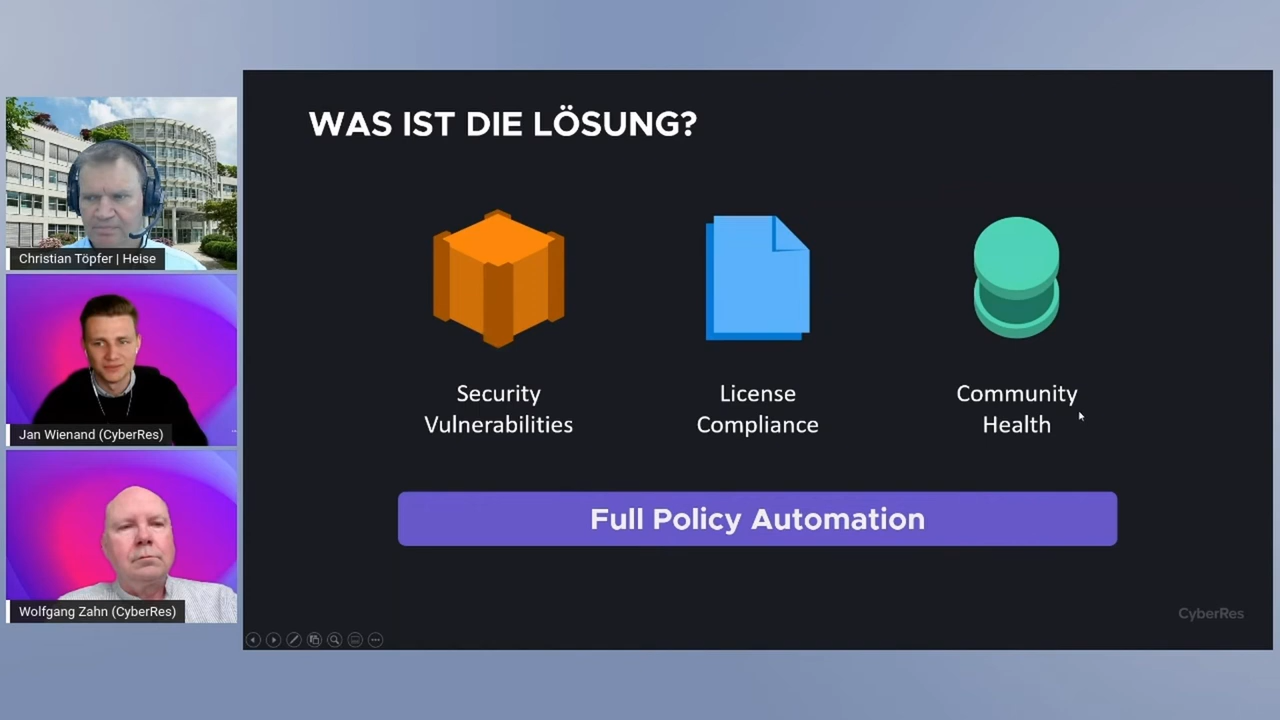 WAS IST DIE LÖSUNG?
Security
Vulnerabilities
License
Compliance
Community
Health
Full Policy Automation
CyberRes
Christian Töpfer | Heise
Jan Wienand (CyberRes)
Wolfgang Zahn (CyberRes)